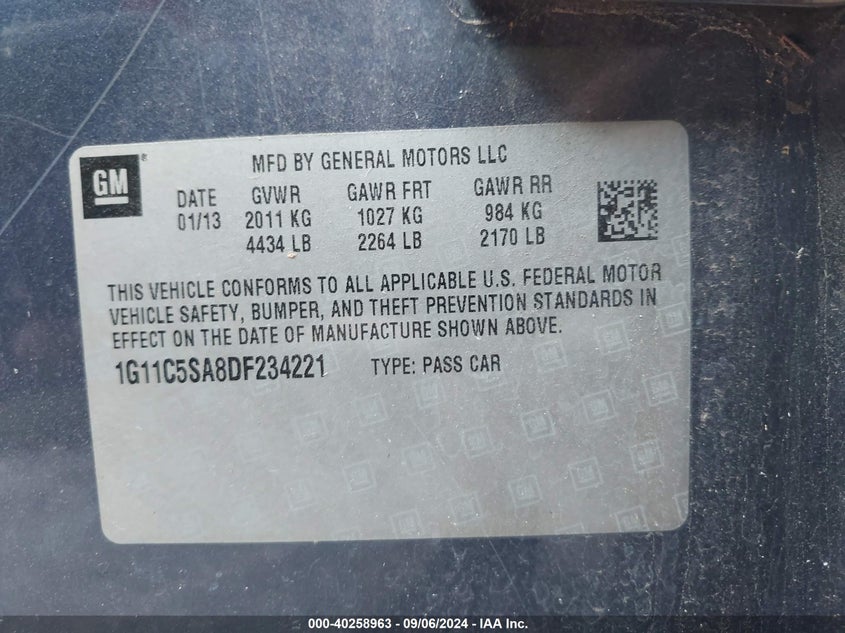 GM®
MFD BY GENERAL MOTORS LLC
DATE GVWR GAWR FRT GAWR RR
01/13 2011 KG 1027 KG 984 KG
4434 LB 2264 LB 2170 LB
THIS VEHICLE CONFORMS TO ALL APPLICABLE U.S. FEDERAL MOTOR
VEHICLE SAFETY, BUMPER, AND THEFT PREVENTION STANDARDS IN
EFFECT ON THE DATE OF MANUFACTURE SHOWN ABOVE.
1G11C5SA8DF234221 TYPE: PASS CAR
000-40258963 - 09/06/2024 - IAA Inc.